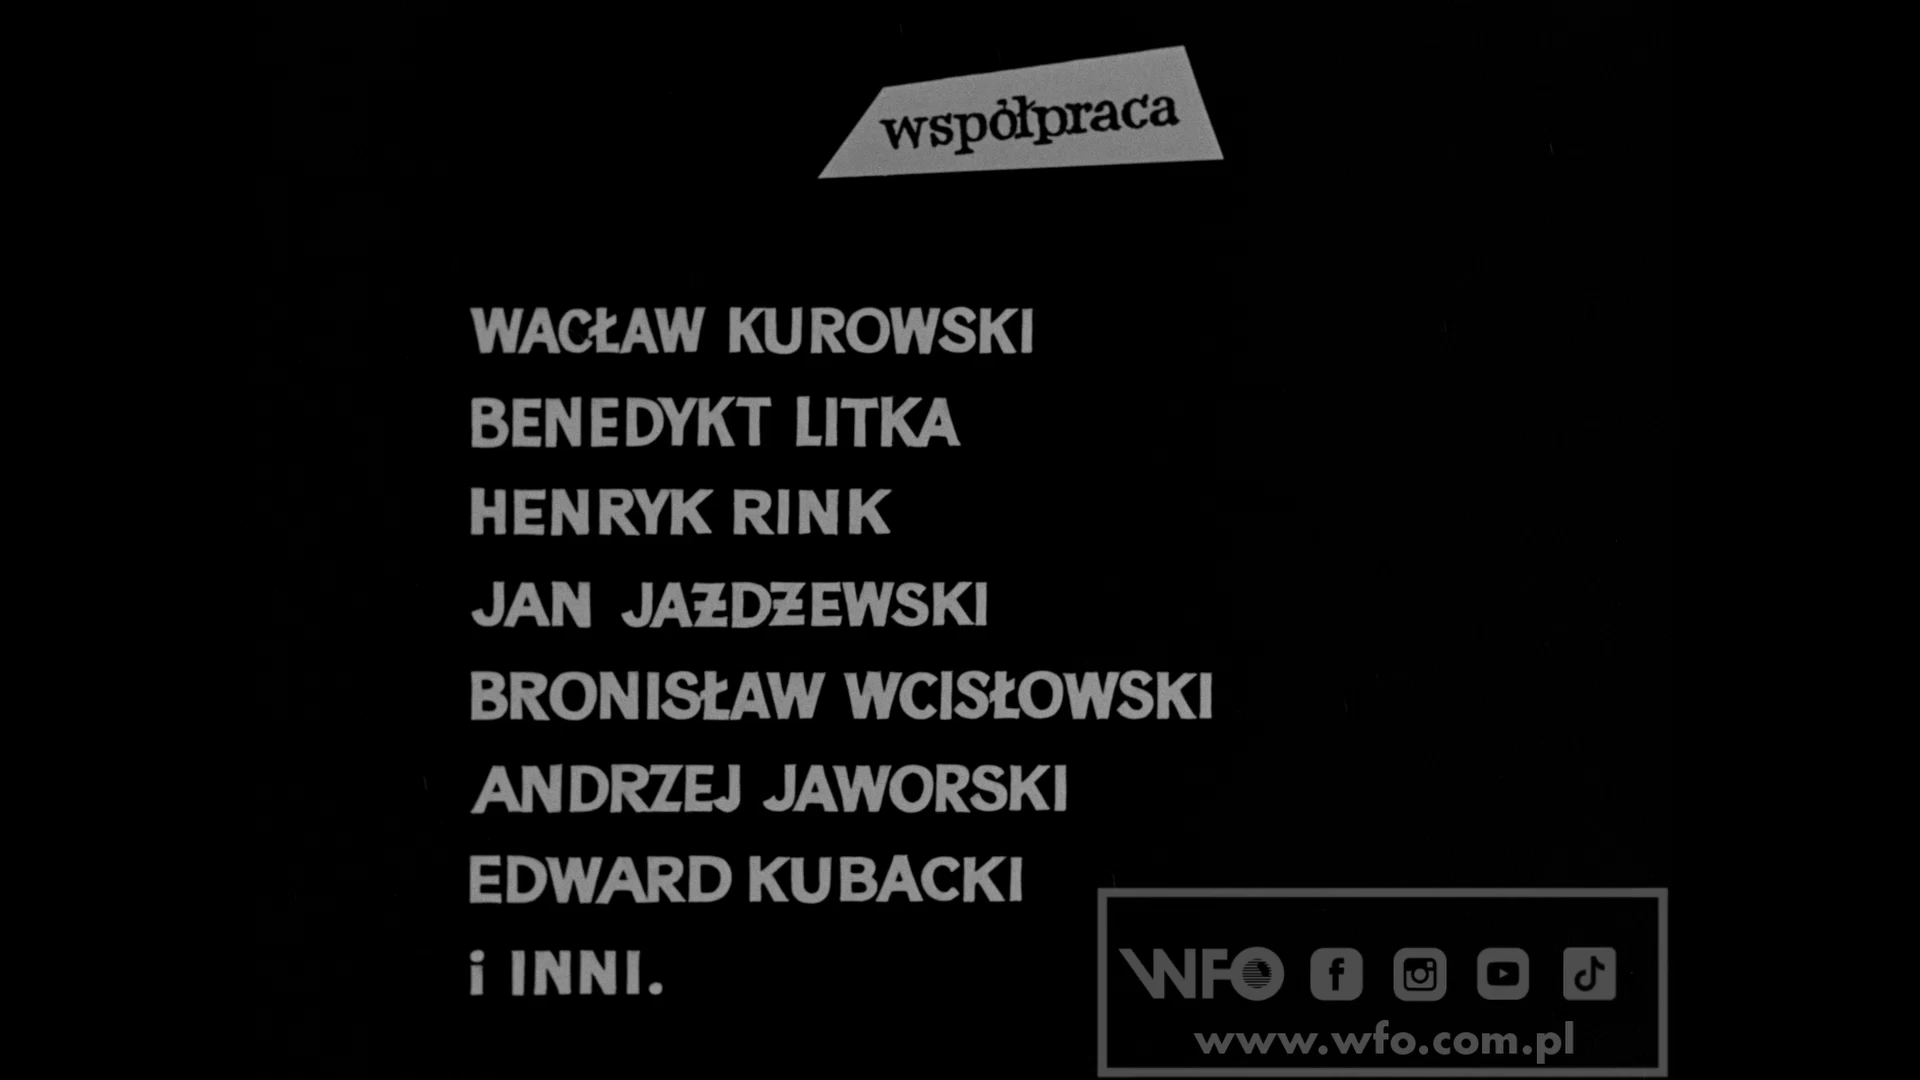 współpraca
WACŁAW KUROWSKI
BENEDYKT LITKA
HENRYK RINK
JAN JAŻDŻEWSKI
BRONISŁAW WCISŁOWSKI
ANDRZEJ JAWORSKI
EDWARD KUBACKI
i INNI.
WFO
www.wfo.com.pl